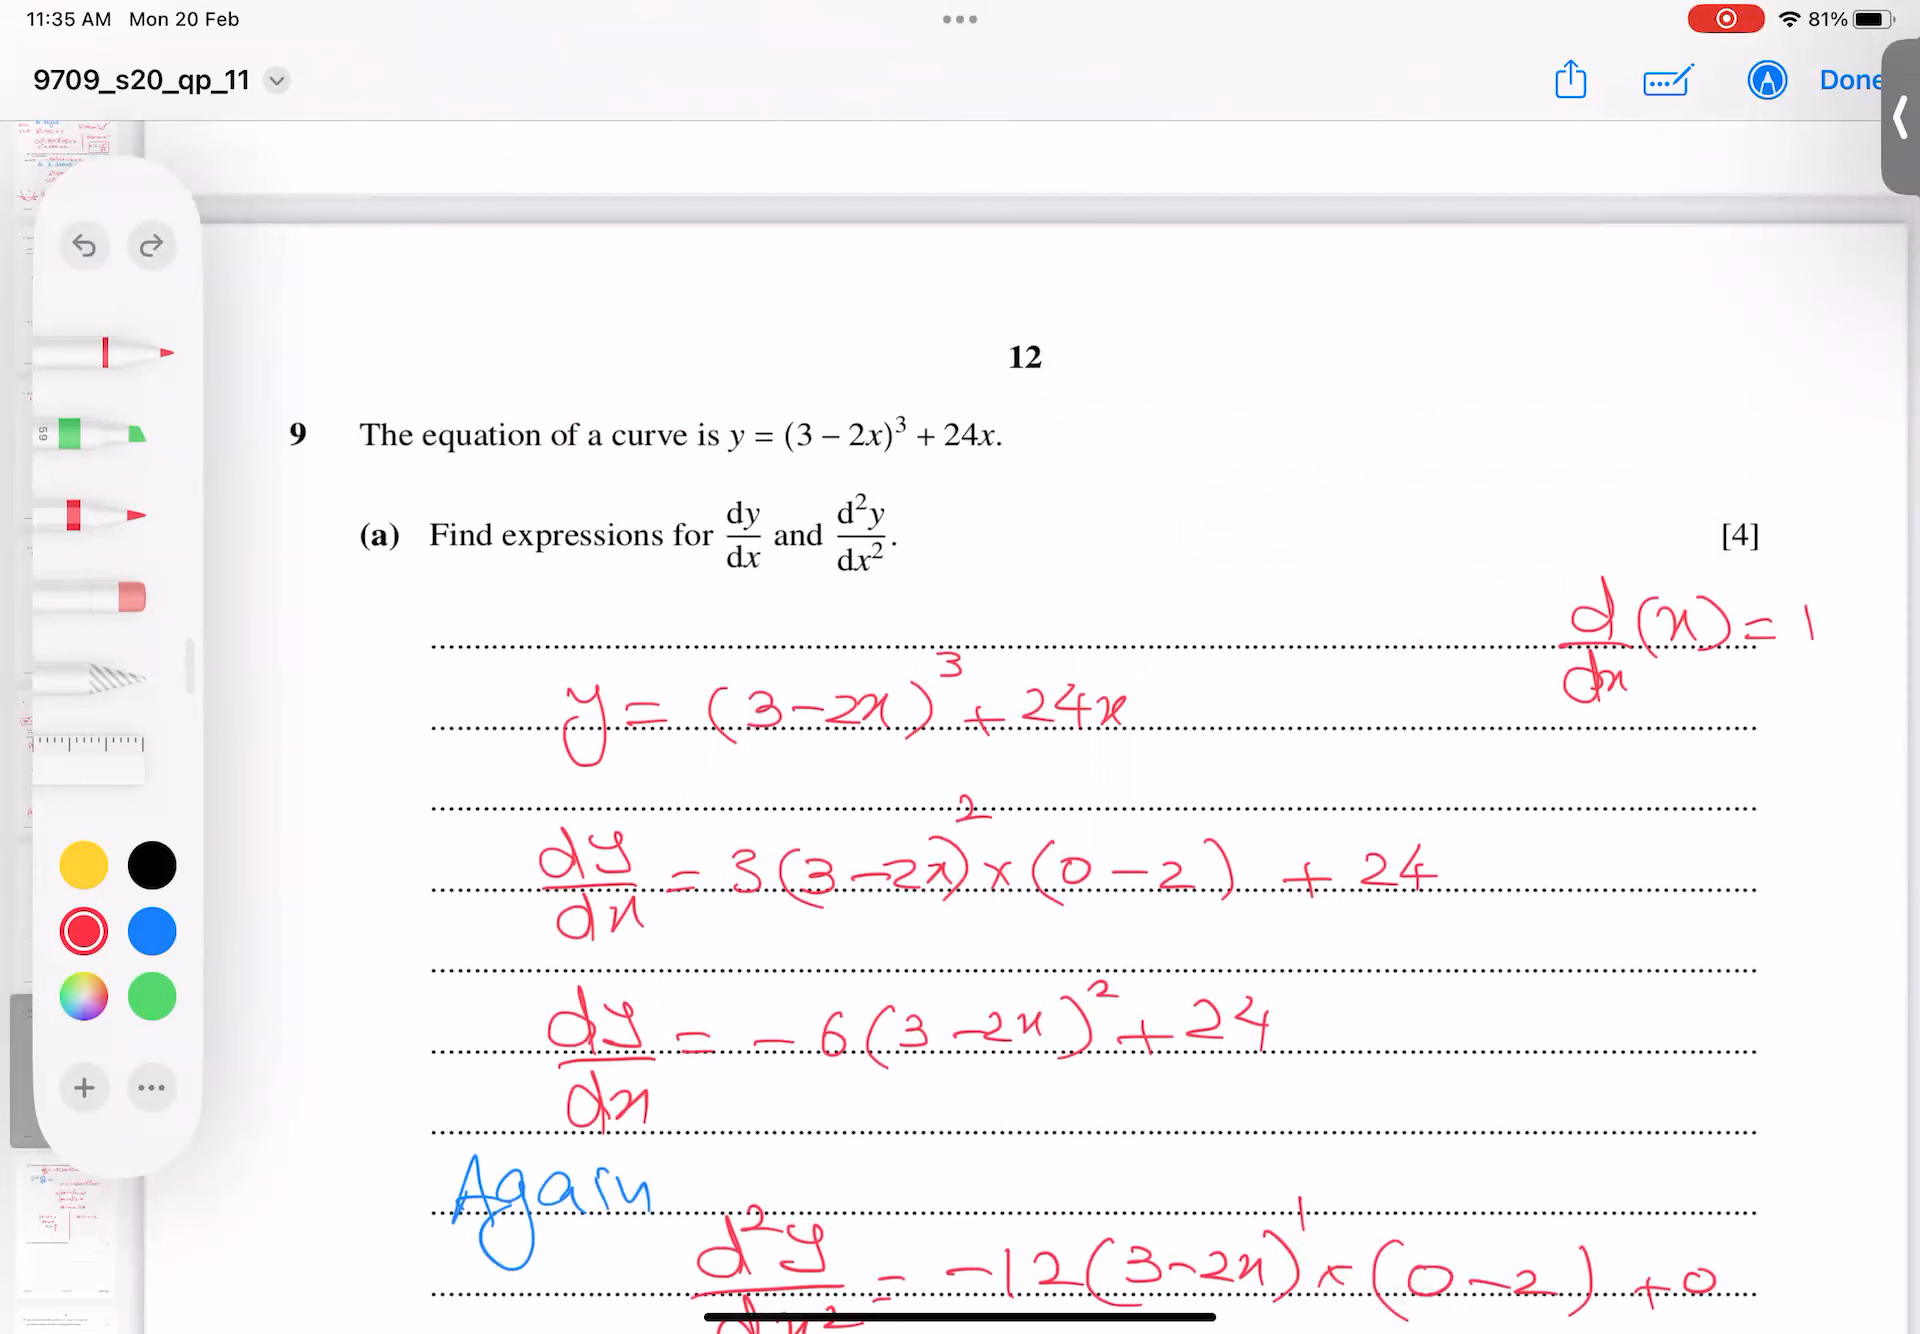 11:35 AM Mon 20 Feb
81%
9709_s20_qp_11
Done
59
12
9 The equation of a curve is y = (3 – 2x)³ + 24x.
(a) Find expressions for dy/dx and d²y/dx². [4]
d/dx (x) = 1
y = (3-2x)³ + 24x
dy/dx = 3(3-2x)² × (0-2) + 24
dy/dx = -6(3-2x)² + 24
Again
d²y/dx² = -12(3-2x)¹ × (0-2) + 0